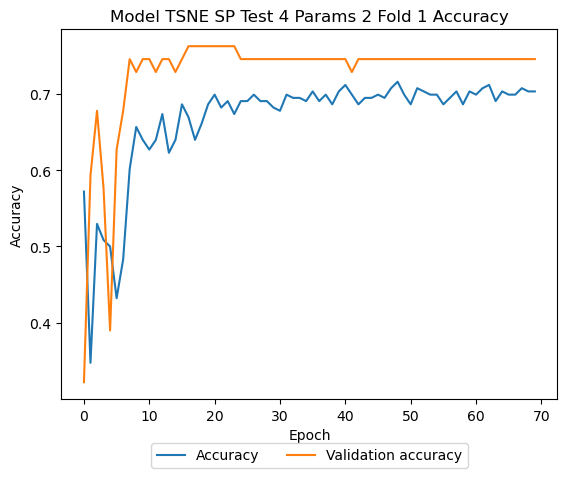 Model TSNE SP Test 4 Params 2 Fold 1 Accuracy
Accuracy
0.7
0.6
0.5
0.4
0 10 20 30 40 50 60 70
Epoch
Accuracy Validation accuracy